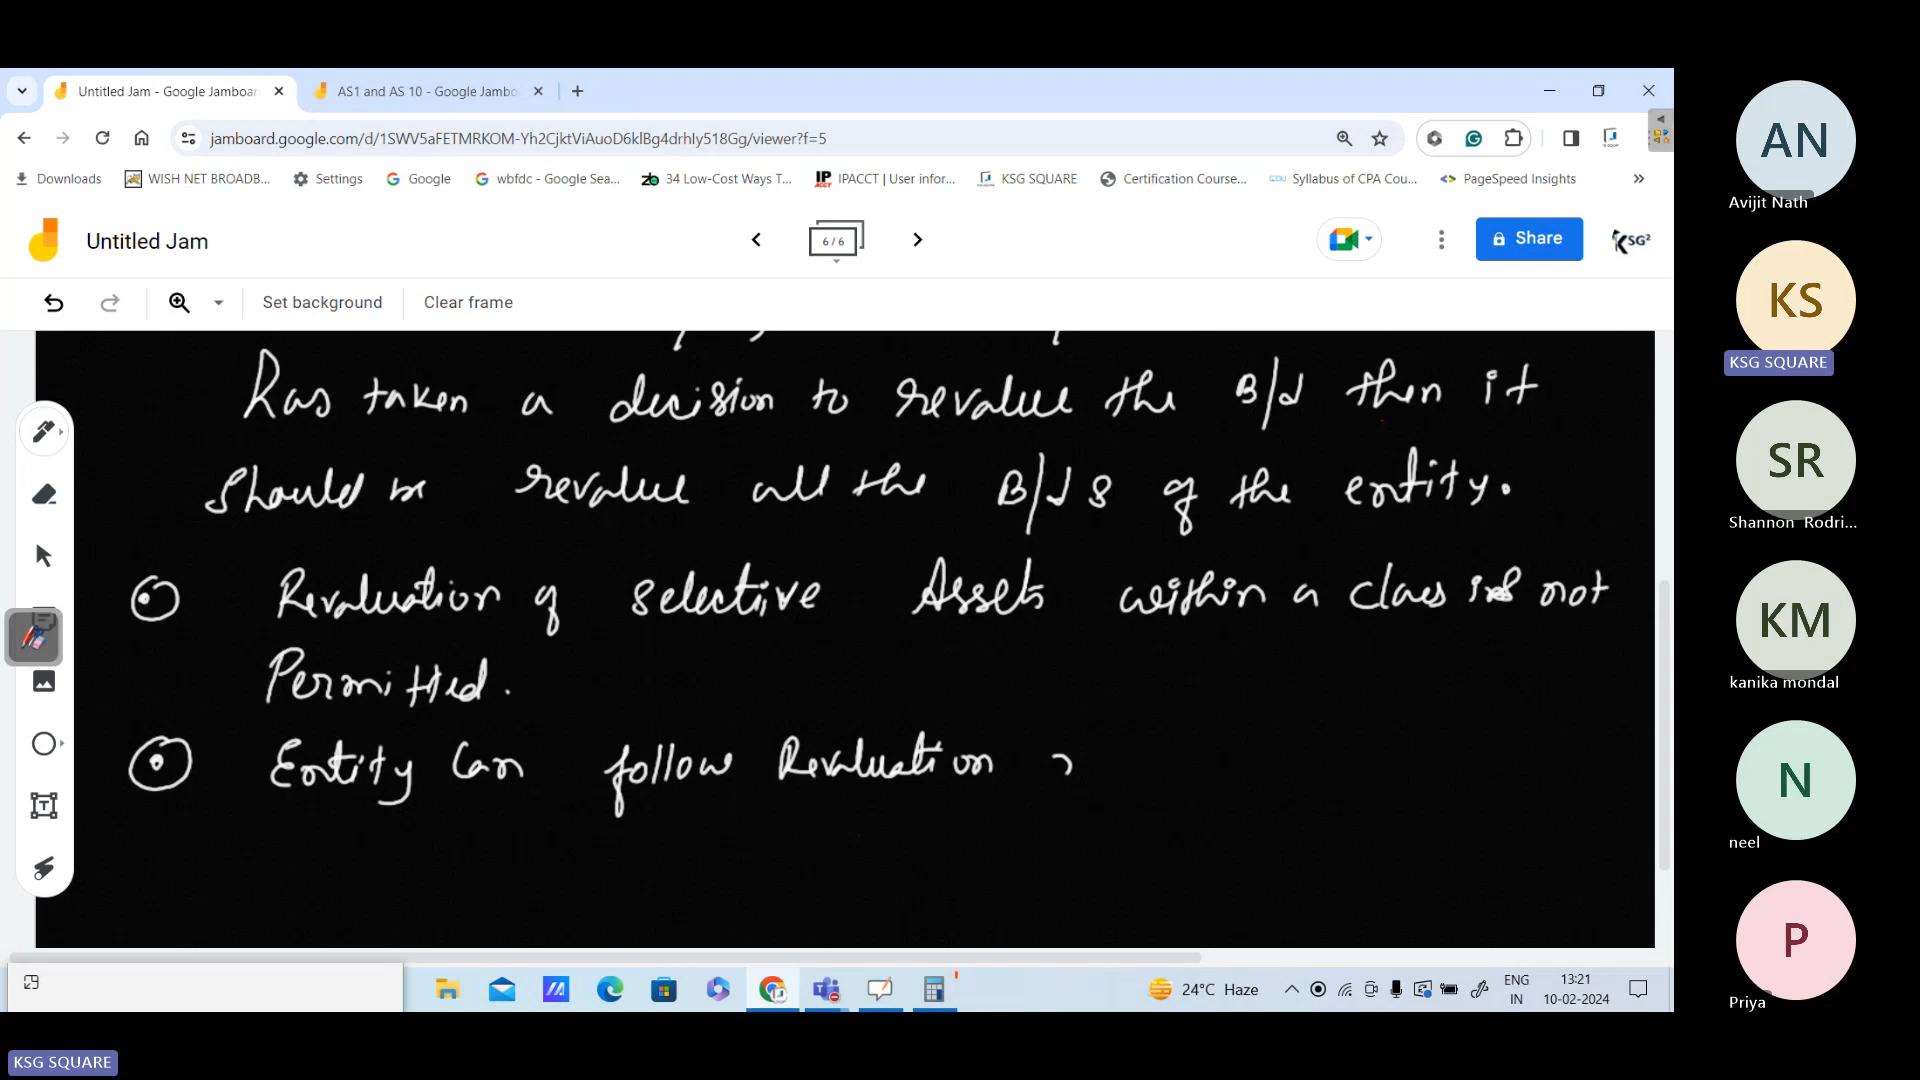 Untitled Jam - Google Jamboar
AS1 and AS 10 - Google Jambo
jamboard.google.com/d/1SWV5aFETMRKOM-Yh2CjktViAuoD6klBg4drhIy518Gg/viewer?f=5
Downloads
WISH NET BROADB...
Settings
Google
wbfdc - Google Sea...
34 Low-Cost Ways T...
IPACCT | User infor...
KSG SQUARE
Certification Course...
Syllabus of CPA Cou...
PageSpeed Insights
Untitled Jam
6 / 6
Share
KSG²
Set background
Clear frame
has taken a decision to revalue the B/d then it
should be revalue all the B/d s of the entity.
Revaluation of selective Assets within a class is not
Permitted.
Entity Can follow Revaluation
24°C Haze
ENG
IN
13:21
10-02-2024
AN
Avijit Nath
KS
KSG SQUARE
SR
Shannon Rodri...
KM
kanika mondal
N
neel
P
Priya
KSG SQUARE